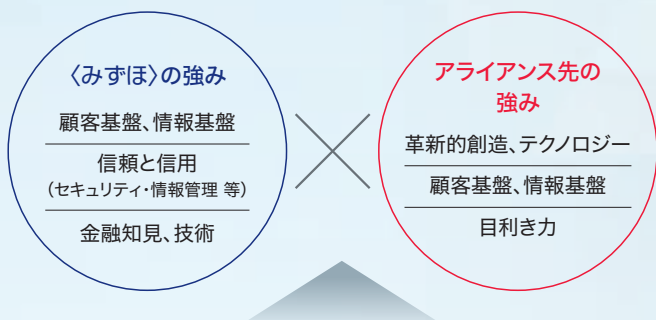 〈みずほ〉の強み
顧客基盤、情報基盤
信頼と信用
（セキュリティ・情報管理 等）
金融知見、技術
アライアンス先の
強み
革新的創造、テクノロジー
顧客基盤、情報基盤
目利き力